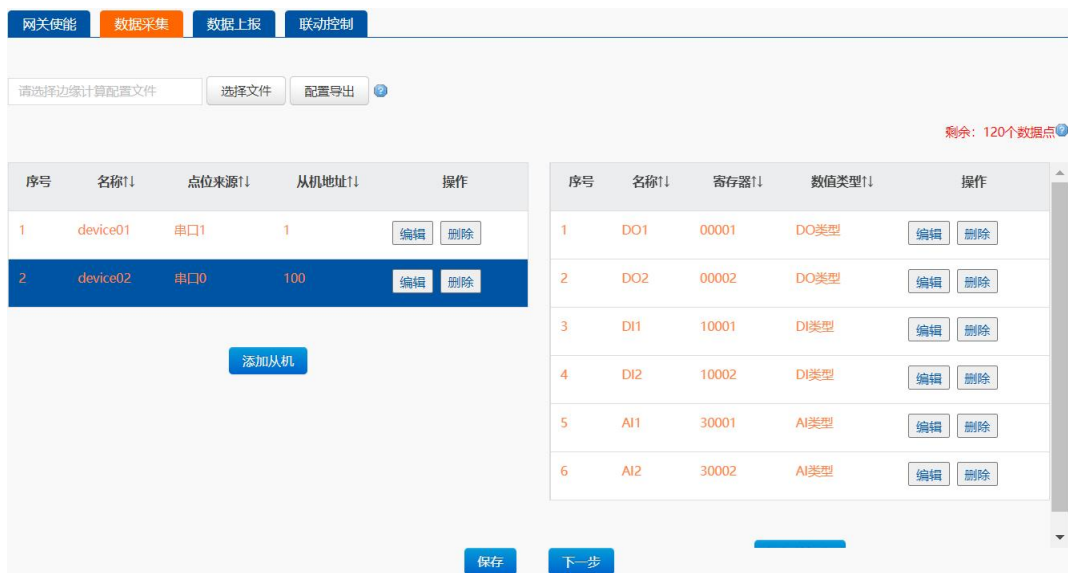 网关使能 数据采集 数据上报 联动控制
请选择边缘计算配置文件 选择文件 配置导出
剩余：120个数据点
序号 名称↑↓ 点位来源↑↓ 从机地址↑↓ 操作
1 device01 串口1 1 编辑 删除
2 device02 串口0 100 编辑 删除
添加从机
序号 名称↑↓ 寄存器↑↓ 数值类型↑↓ 操作
1 DO1 00001 DO类型 编辑 删除
2 DO2 00002 DO类型 编辑 删除
3 DI1 10001 DI类型 编辑 删除
4 DI2 10002 DI类型 编辑 删除
5 AI1 30001 AI类型 编辑 删除
6 AI2 30002 AI类型 编辑 删除
保存 下一步